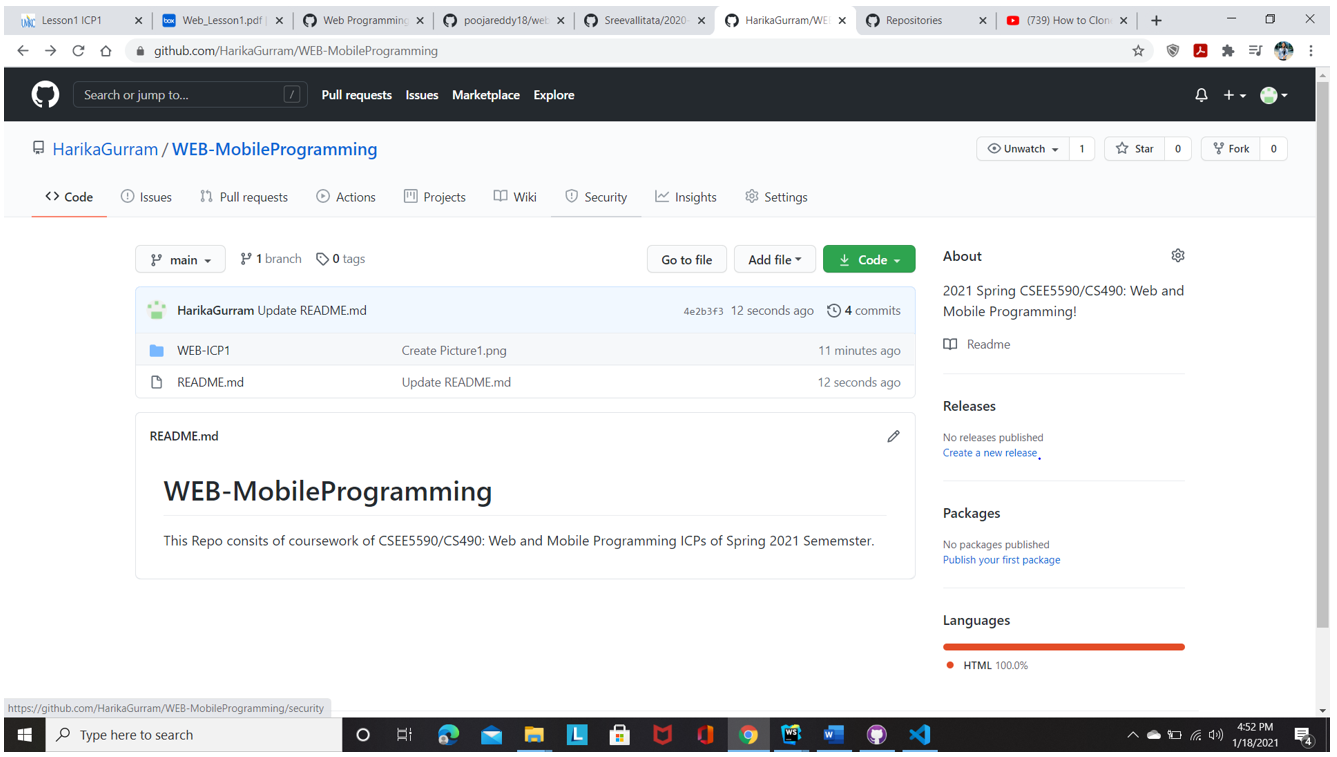 Lesson1 ICP1
Web_Lesson1.pdf
Web Programming
poojareddy18/web
Sreevallitata/2020-
HarikaGurram/WE
Repositories
(739) How to Clon
github.com/HarikaGurram/WEB-MobileProgramming
Search or jump to... /
Pull requests Issues Marketplace Explore
HarikaGurram / WEB-MobileProgramming
Unwatch 1 Star 0 Fork 0
Code Issues Pull requests Actions Projects Wiki Security Insights Settings
main 1 branch 0 tags Go to file Add file Code
HarikaGurram Update README.md 4e2b3f3 12 seconds ago 4 commits
WEB-ICP1 Create Picture1.png 11 minutes ago
README.md Update README.md 12 seconds ago
README.md
WEB-MobileProgramming
This Repo consits of coursework of CSEE5590/CS490: Web and Mobile Programming ICPs of Spring 2021 Sememster.
About
2021 Spring CSEE5590/CS490: Web and
Mobile Programming!
Readme
Releases
No releases published
Create a new release
Packages
No packages published
Publish your first package
Languages
HTML 100.0%
https://github.com/HarikaGurram/WEB-MobileProgramming/security
Type here to search
4:52 PM
1/18/2021
4